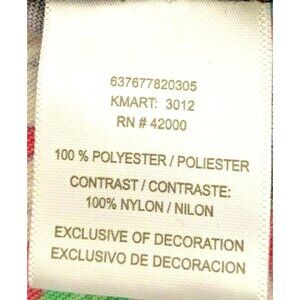 637677820305
KMART: 3012
RN # 42000
100 % POLYESTER / POLIESTER
CONTRAST / CONTRASTE:
100% NYLON / NILON
EXCLUSIVE OF DECORATION
EXCLUSIVO DE DECORACION